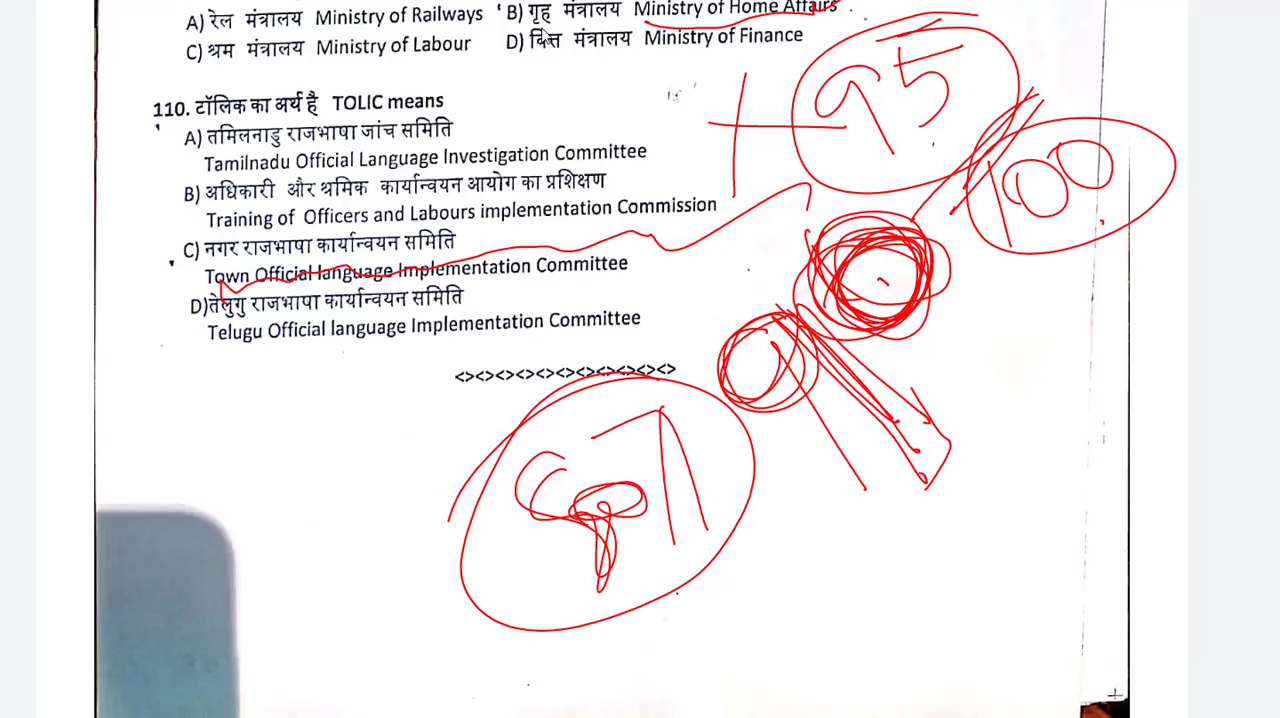 A) रेल मंत्रालय Ministry of Railways B) गृह मंत्रालय Ministry of Home Affairs
C) श्रम मंत्रालय Ministry of Labour D) वित्त मंत्रालय Ministry of Finance
110. टॉलिक का अर्थ है TOLIC means
A) तमिलनाडु राजभाषा जांच समिति
Tamilnadu Official Language Investigation Committee
B) अधिकारी और श्रमिक कार्यान्वयन आयोग का प्रशिक्षण
Training of Officers and Labours implementation Commission
C) नगर राजभाषा कार्यान्वयन समिति
Town Official language Implementation Committee
D)तेलुगु राजभाषा कार्यान्वयन समिति
Telugu Official language Implementation Committee
<><><><><><><><><><><>
95
100